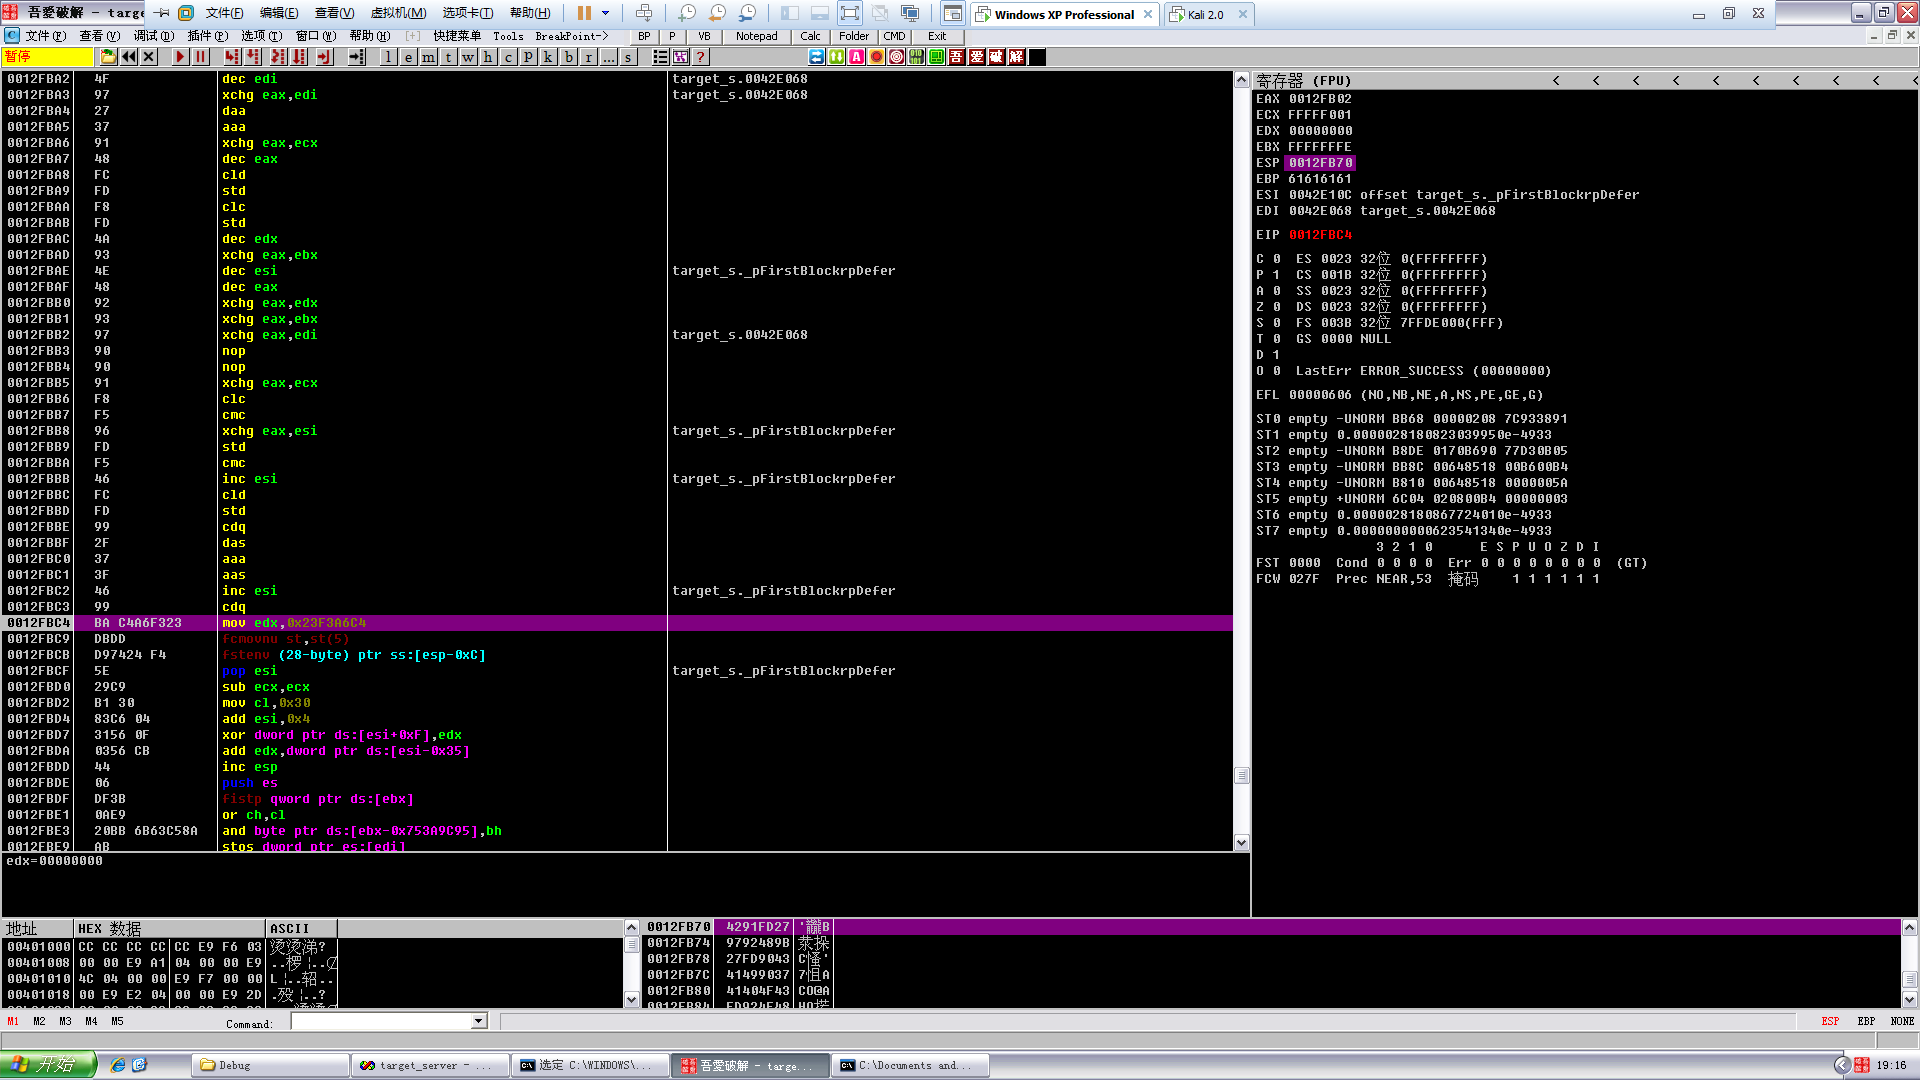 吾愛破解 - targe
文件(F) 编辑(E) 查看(V) 虚拟机(M) 选项卡(T) 帮助(H)
Windows XP Professional
Kali 2.0
文件(F) 查看(V) 调试(D) 插件(P) 选项(T) 窗口(W) 帮助(H) [+] 快捷菜单 Tools BreakPoint->
BP P VB Notepad Calc Folder CMD Exit
暂停
l e m t w h c p k b r ... s
吾 爱 破 解
0012FBA2 4F dec edi target_s.0042E068
0012FBA3 97 xchg eax,edi target_s.0042E068
0012FBA4 27 daa
0012FBA5 37 aaa
0012FBA6 91 xchg eax,ecx
0012FBA7 48 dec eax
0012FBA8 FC cld
0012FBA9 FD std
0012FBAA F8 clc
0012FBAB FD std
0012FBAC 4A dec edx
0012FBAD 93 xchg eax,ebx
0012FBAE 4E dec esi target_s._pFirstBlockrpDefer
0012FBAF 48 dec eax
0012FBB0 92 xchg eax,edx
0012FBB1 93 xchg eax,ebx
0012FBB2 97 xchg eax,edi target_s.0042E068
0012FBB3 90 nop
0012FBB4 90 nop
0012FBB5 91 xchg eax,ecx
0012FBB6 F8 clc
0012FBB7 F5 cmc
0012FBB8 96 xchg eax,esi target_s._pFirstBlockrpDefer
0012FBB9 FD std
0012FBBA F5 cmc
0012FBBB 46 inc esi target_s._pFirstBlockrpDefer
0012FBBC FC cld
0012FBBD FD std
0012FBBE 99 cdq
0012FBBF 2F das
0012FBC0 37 aaa
0012FBC1 3F aas
0012FBC2 46 inc esi target_s._pFirstBlockrpDefer
0012FBC3 99 cdq
0012FBC4 BA C4A6F323 mov edx,0x23F3A6C4
0012FBC9 DBDD fcmovnu st,st(5)
0012FBCB D97424 F4 fstenv (28-byte) ptr ss:[esp-0xC]
0012FBCF 5E pop esi target_s._pFirstBlockrpDefer
0012FBD0 29C9 sub ecx,ecx
0012FBD2 B1 30 mov cl,0x30
0012FBD4 83C6 04 add esi,0x4
0012FBD7 3156 0F xor dword ptr ds:[esi+0xF],edx
0012FBDA 0356 CB add edx,dword ptr ds:[esi-0x35]
0012FBDD 44 inc esp
0012FBDE 06 push es
0012FBDF DF3B fistp qword ptr ds:[ebx]
0012FBE1 0AE9 or ch,cl
0012FBE3 20BB 6B63C58A and byte ptr ds:[ebx-0x753A9C95],bh
0012FBE9 AB stos dword ptr es:[edi]
edx=00000000
寄存器 (FPU) < < < < < < < < < <
EAX 0012FB02
ECX FFFFF001
EDX 00000000
EBX FFFFFFFE
ESP 0012FB70
EBP 61616161
ESI 0042E10C offset target_s._pFirstBlockrpDefer
EDI 0042E068 target_s.0042E068
EIP 0012FBC4
C 0 ES 0023 32位 0(FFFFFFFF)
P 1 CS 001B 32位 0(FFFFFFFF)
A 0 SS 0023 32位 0(FFFFFFFF)
Z 0 DS 0023 32位 0(FFFFFFFF)
S 0 FS 003B 32位 7FFDE000(FFF)
T 0 GS 0000 NULL
D 1
O 0 LastErr ERROR_SUCCESS (00000000)
EFL 00000606 (NO,NB,NE,A,NS,PE,GE,G)
ST0 empty -UNORM BB68 00000208 7C933891
ST1 empty 0.0000028180823039950e-4933
ST2 empty -UNORM B8DE 0170B690 77D30B05
ST3 empty -UNORM BB8C 00648518 00B600B4
ST4 empty -UNORM B810 00648518 0000005A
ST5 empty +UNORM 6C04 020800B4 00000003
ST6 empty 0.0000028180867724010e-4933
ST7 empty 0.0000000000623541340e-4933
3 2 1 0 E S P U O Z D I
FST 0000 Cond 0 0 0 0 Err 0 0 0 0 0 0 0 0 (GT)
FCW 027F Prec NEAR,53 掩码 1 1 1 1 1 1
地址 HEX 数据 ASCII
00401000 CC CC CC CC CC E9 F6 03 烫烫涕?
00401008 00 00 E9 A1 04 00 00 E9
00401010 4C 04 00 00 E9 F7 00 00
00401018 00 E9 E2 04 00 00 E9 2D
0012FB70 4291FD27
0012FB74 9792489B
0012FB78 27FD9043
0012FB7C 41499037
0012FB80 41404F43 CO@A
0012FB84 FD924E48
M1 M2 M3 M4 M5 Command: ESP EBP NONE
开始 Debug target_server - ... 选定 C:\WINDOWS\... 吾愛破解 - targe... C:\Documents and... 19:16